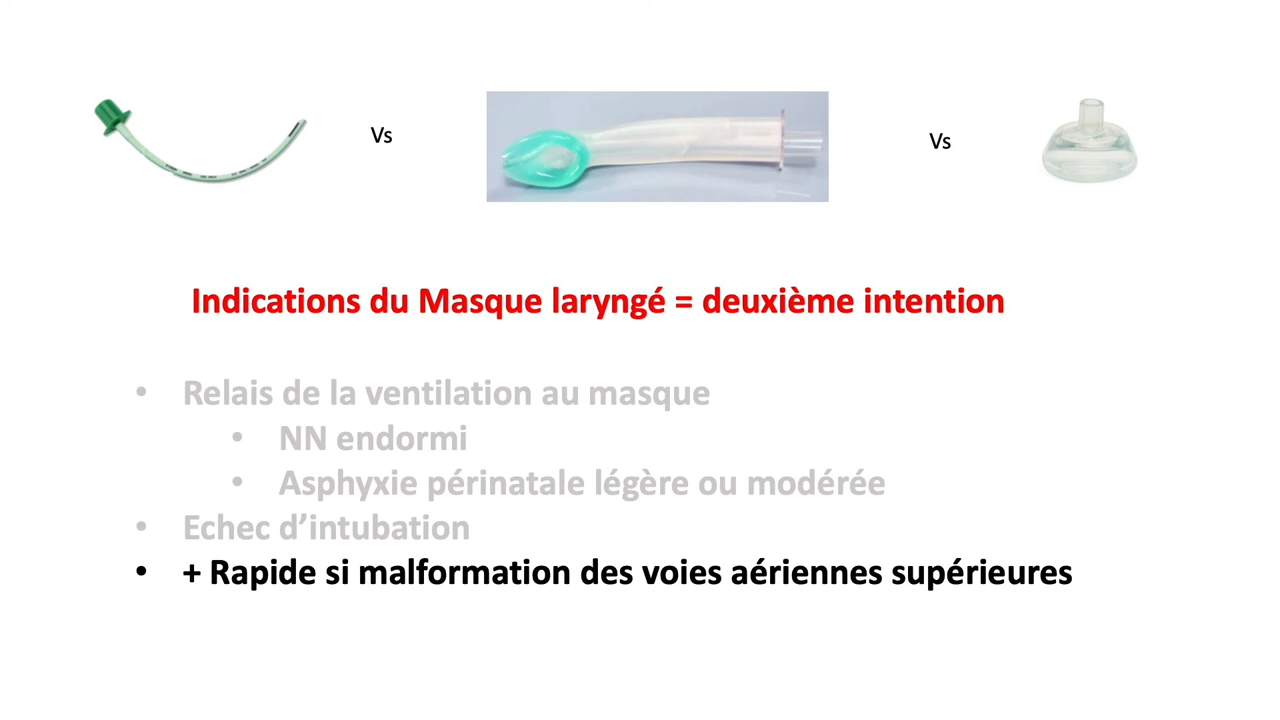 Vs
Vs
Indications du Masque laryngé = deuxième intention
• Relais de la ventilation au masque
• NN endormi
• Asphyxie périnatale légère ou modérée
• Echec d’intubation
• + Rapide si malformation des voies aériennes supérieures